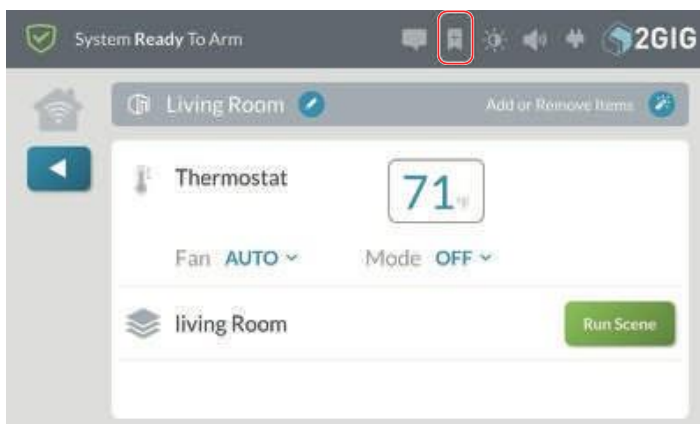 System Ready To Arm
2GIG
Living Room
Add or Remove Items
Thermostat
71
Fan AUTO
Mode OFF
living Room
Run Scene